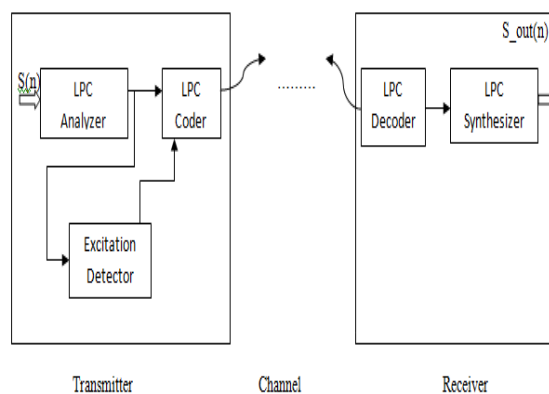 S_out(n)
S(n)
LPC
Analyzer
LPC
Coder
.........
LPC
Decoder
LPC
Synthesizer
Excitation
Detector
Transmitter
Channel
Receiver